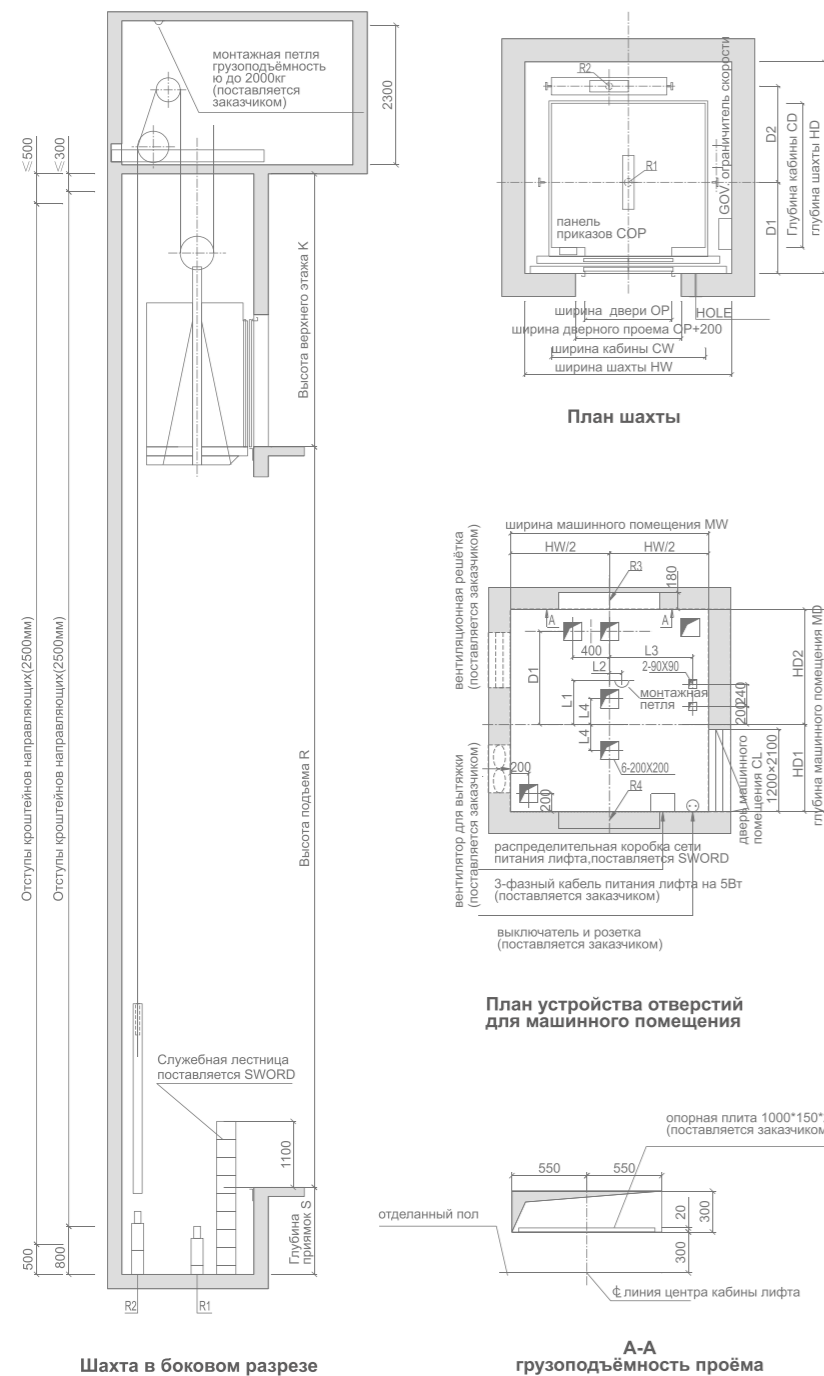 монтажная петля
грузоподъёмность
ю до 2000кг
(поставляется
заказчиком)
2300
≤500
≤300
Высота верхнего этажа K
Отступы кроштейнов направляющих(2500мм)
Отступы кроштейнов направляющих(2500мм)
Высота подъема R
Служебная лестница
поставляется SWORD
1100
Глубина
приямок S
500
800
R2
R1
Шахта в боковом разрезе
R2
R1
GOV, ограничитель скорости
D2
D1
Глубина кабины CD
глубина шахты HD
панель
приказов COP
ширина двери OP
HOLE
ширина дверного проема OP+200
ширина кабины CW
ширина шахты HW
План шахты
ширина машинного помещения MW
HW/2
HW/2
R3
180
вентиляционная решётка
(поставляется заказчиком)
A
A
400
L3
L2
2-90X90
D1
L1
L4
L4
монтажная
петля
240
200
HD2
HD1
глубина машинного помещения MD
6-200X200
200
200
R4
дверь машинного
помещения CL
1200×2100
вентилятор для вытяжки
(поставляется заказчиком)
распределительная коробка сети
питания лифта,поставляется SWORD
3-фазный кабель питания лифта на 5Вт
(поставляется заказчиком)
выключатель и розетка
(поставляется заказчиком)
План устройства отверстий
для машинного помещения
опорная плита 1000*150*
(поставляется заказчиком
550
550
отделанный пол
20
300
300
℄ линия центра кабины лифта
A-A
грузоподъёмность проёма